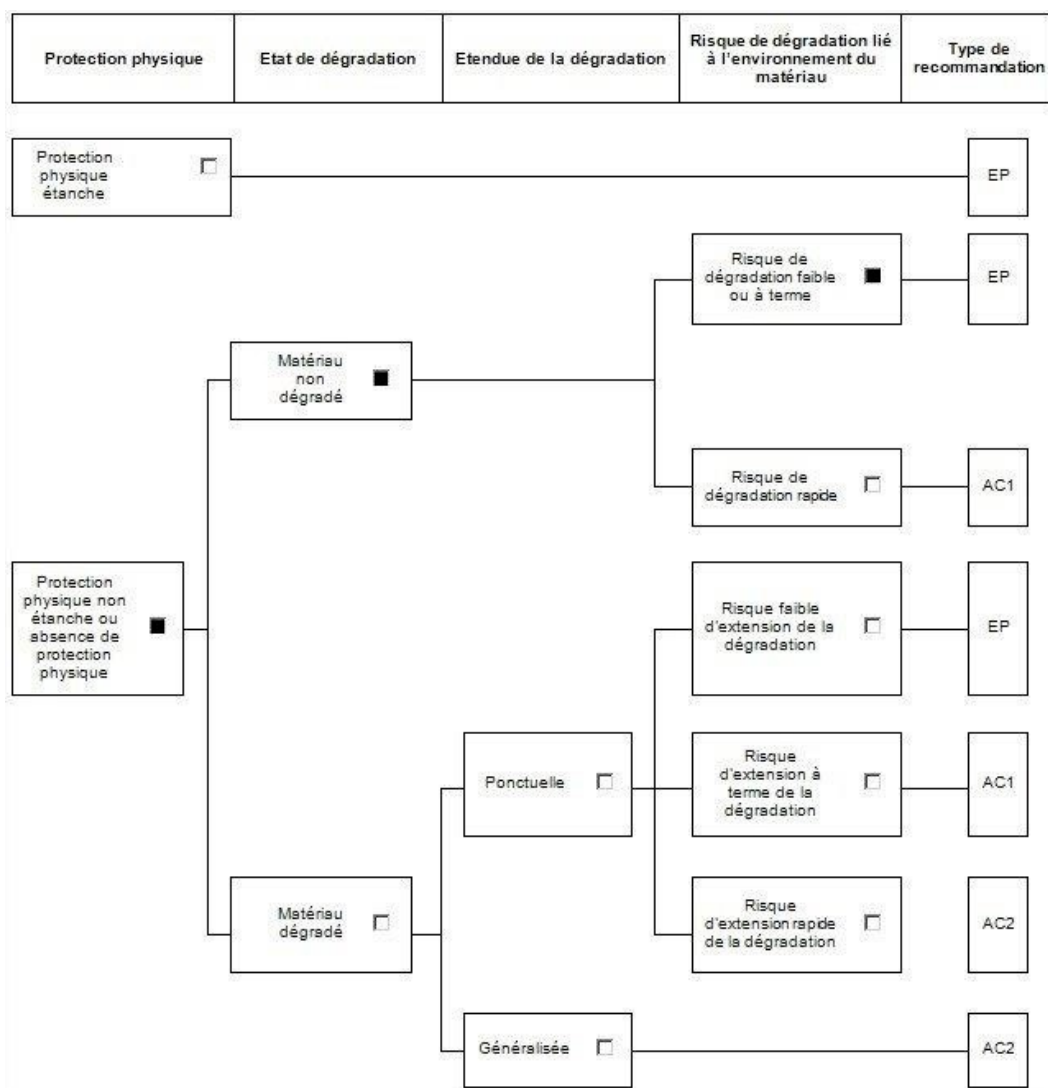 Protection physique
Etat de dégradation
Etendue de la dégradation
Risque de dégradation lié
à l'environnement du
matériau
Type de
recommandation
Protection
physique
étanche
EP
Risque de
dégradation faible
ou à terme
EP
Matériau
non
dégradé
Risque de
dégradation rapide
AC1
Protection
physique non
étanche ou
absence de
protection
physique
Risque faible
d'extension de la
dégradation
EP
Ponctuelle
Risque
d'extension à
terme de la
dégradation
AC1
Matériau
dégradé
Risque
d'extension rapide
de la dégradation
AC2
Généralisée
AC2